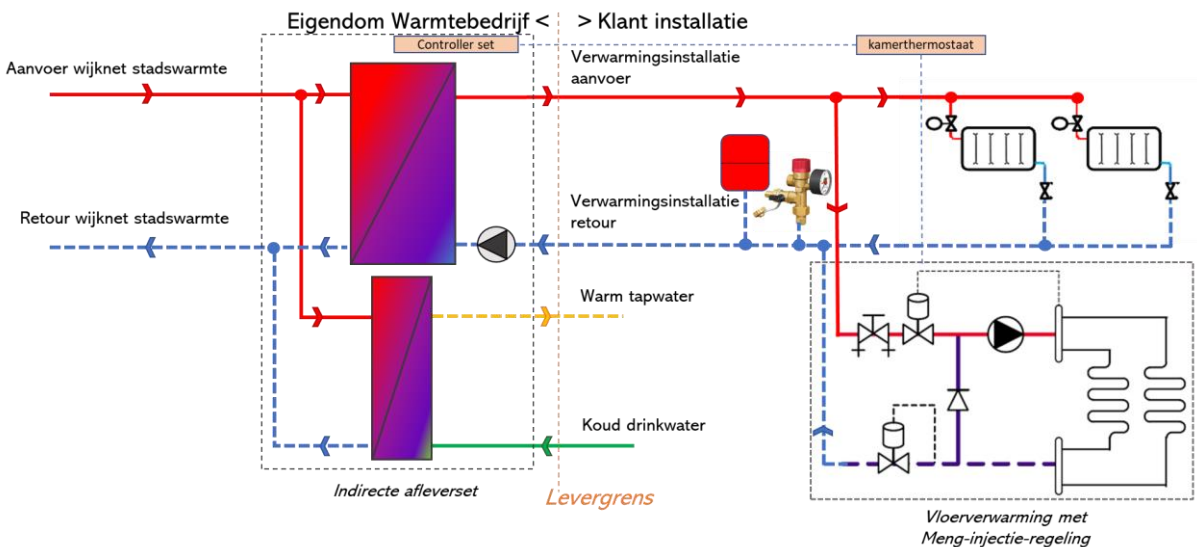 Eigendom Warmtebedrijf < > Klant installatie
Controller set
kamerthermostaat
Aanvoer wijknet stadswarmte
Verwarmingsinstallatie
aanvoer
Retour wijknet stadswarmte
Verwarmingsinstallatie
retour
Warm tapwater
Koud drinkwater
Indirecte afleverset
Levergrens
Vloerverwarming met
Meng-injectie-regeling